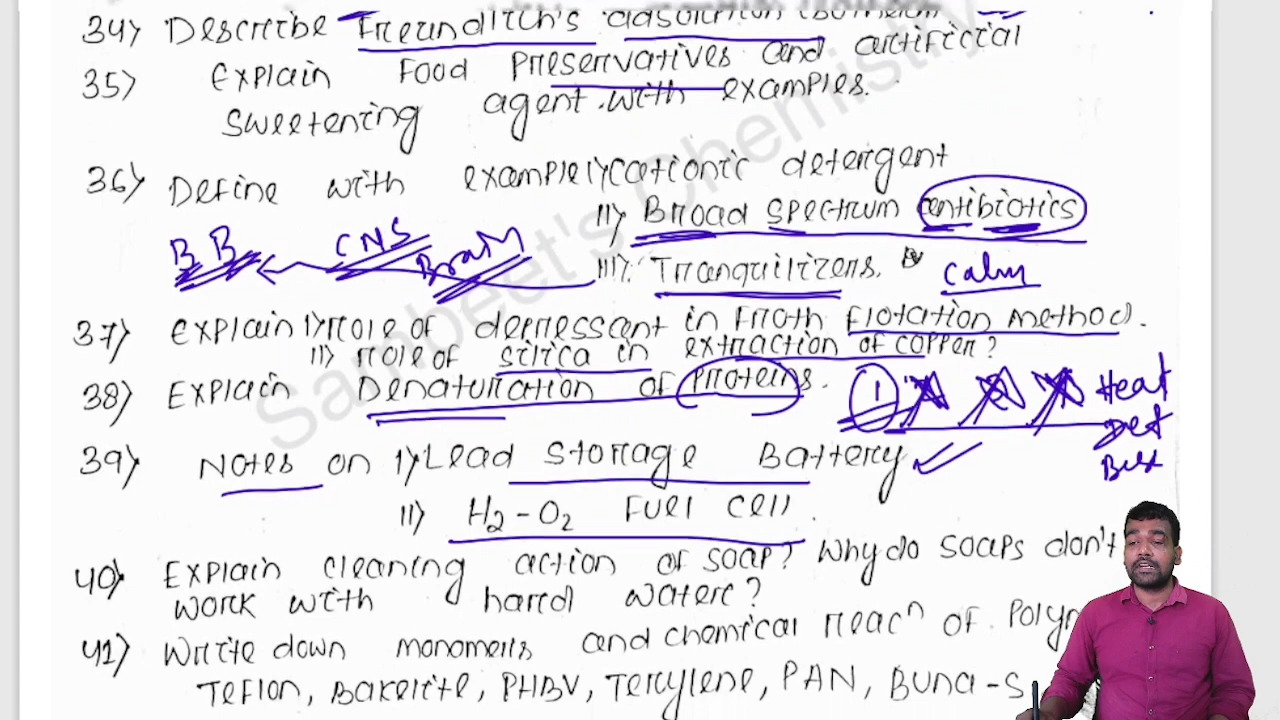 34) Describe Freundlich's adsorption isotherm
35) Explain Food Preservatives and artificial
sweetening agent with examples.
36) Define with example i) cationic detergent
ii) Broad spectrum antibiotics
BB CNS Brain
iii) Tranquilizers. calm
37) Explain i) role of depressant in Froth Flotation method.
ii) role of silica in extraction of copper?
38) Explain Denaturation of Proteins. 1 Heat
39) Notes on i) Lead Storage Battery
ii) H2-O2 Fuel cell
40) Explain cleaning action of soap? Why do soaps don't
work with hard water?
41) Write down monomers and chemical reacn of
Teflon, Bakelite, PHBV, Terylene, PAN, Buna-S
Sambeet's Chemistry